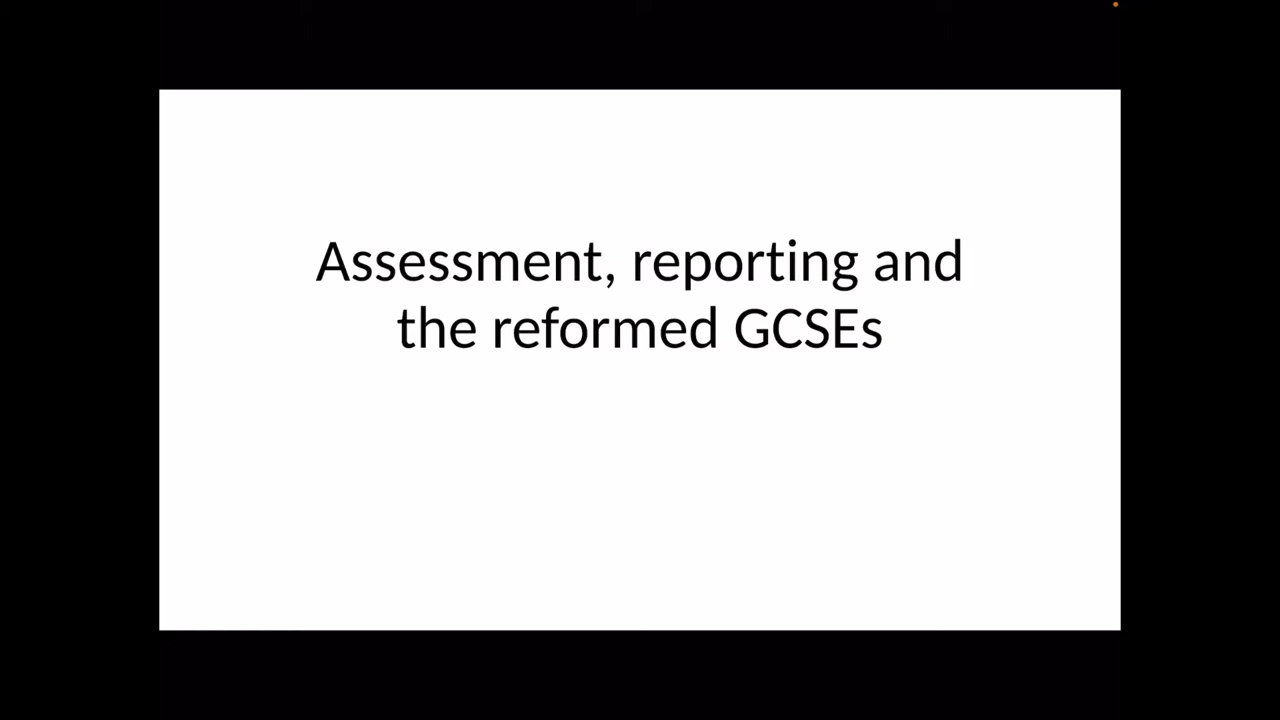 Assessment, reporting and
the reformed GCSEs